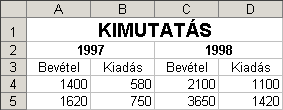 A B C D
1 KIMUTATÁS
2 1997 1998
3 Bevétel Kiadás Bevétel Kiadás
4 1400 580 2100 1100
5 1620 750 3650 1420